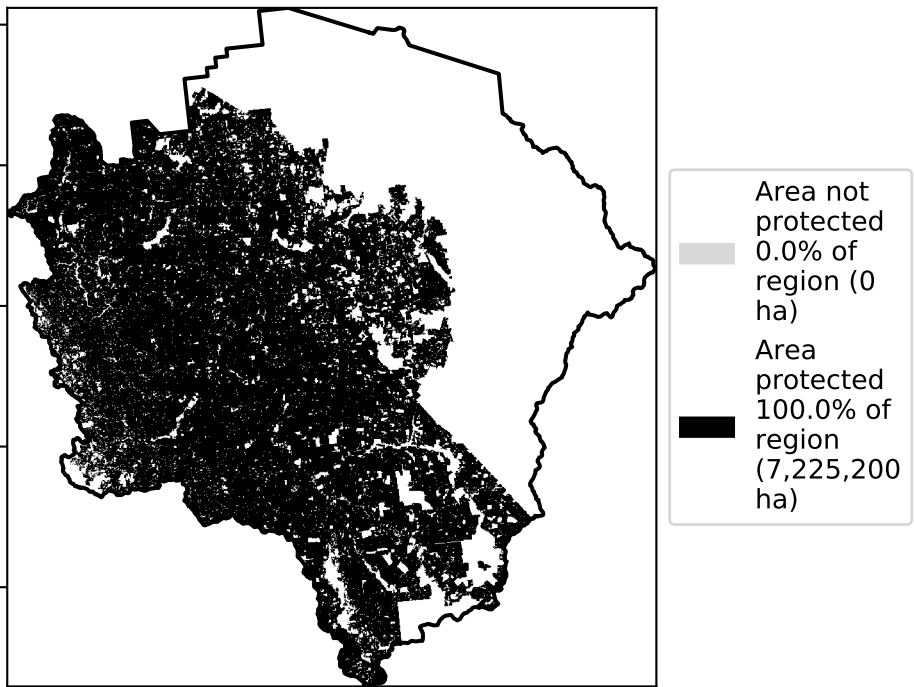 Area not
protected
0.0% of
region (0
ha)
Area
protected
100.0% of
region
(7,225,200
ha)